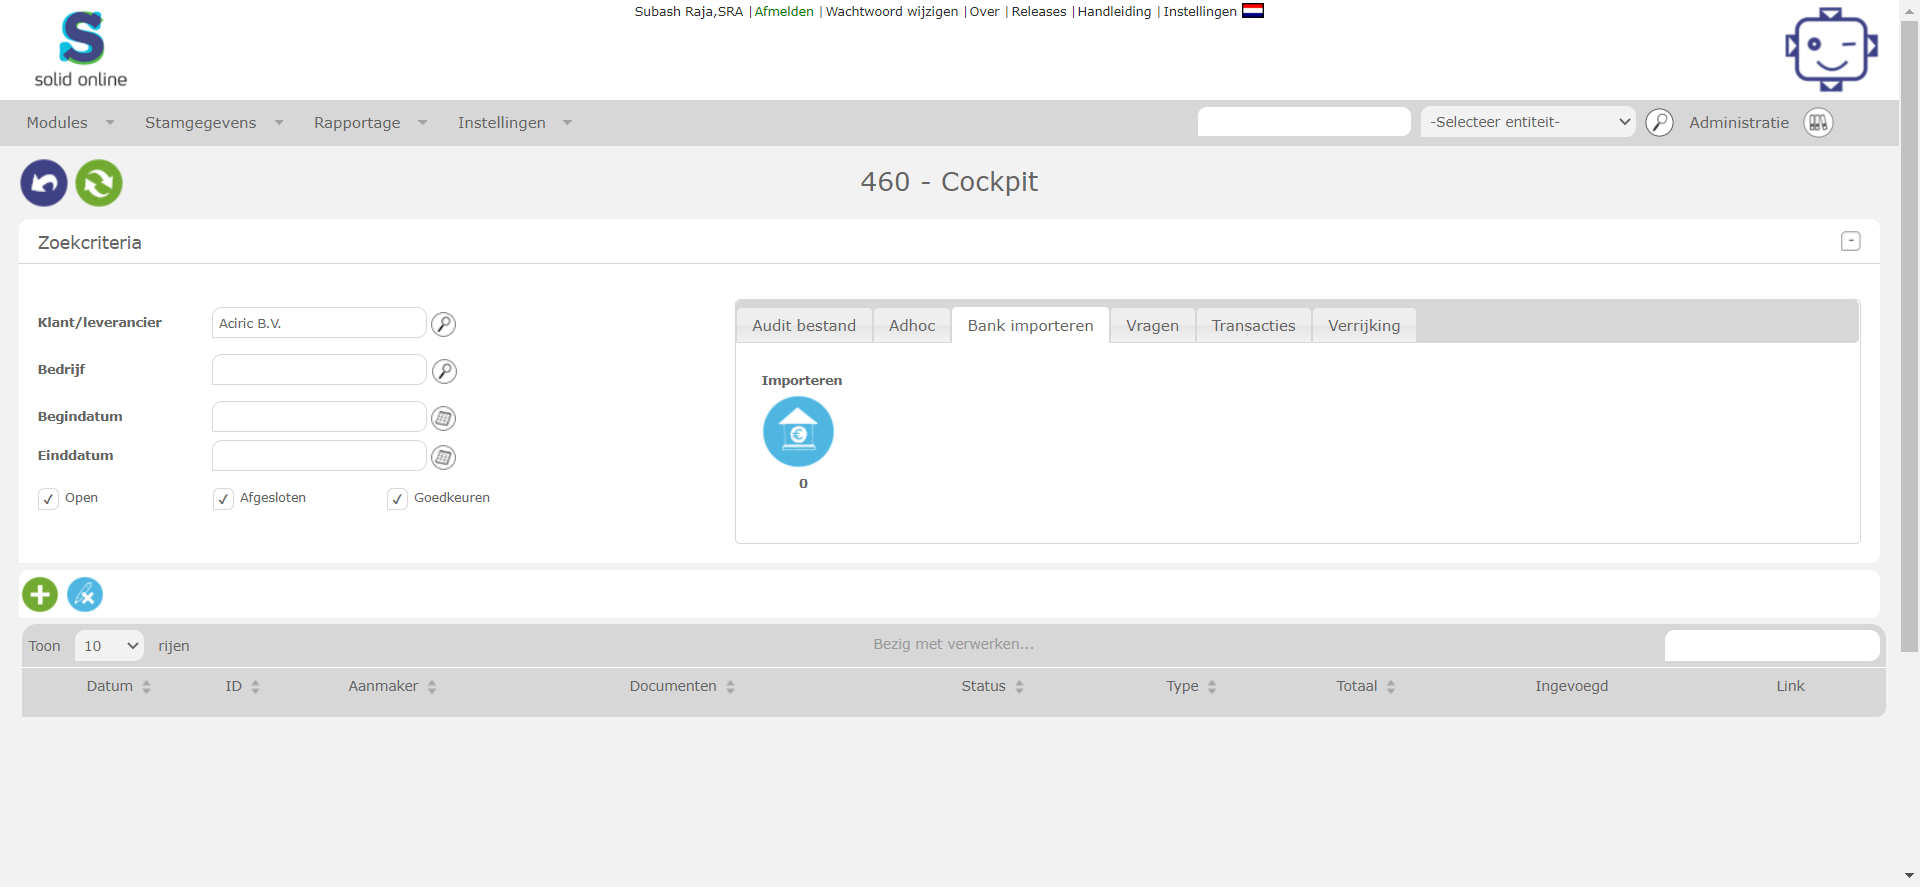 Subash Raja,SRA | Afmelden | Wachtwoord wijzigen | Over | Releases | Handleiding | Instellingen
S
solid online
Modules Stamgegevens Rapportage Instellingen -Selecteer entiteit- Administratie
460 - Cockpit
Zoekcriteria -
Klant/leverancier Aciric B.V.
Bedrijf
Begindatum
Einddatum
Open Afgesloten Goedkeuren
Audit bestand Adhoc Bank importeren Vragen Transacties Verrijking
Importeren
€
0
Toon 10 rijen Bezig met verwerken...
Datum ID Aanmaker Documenten Status Type Totaal Ingevoegd Link